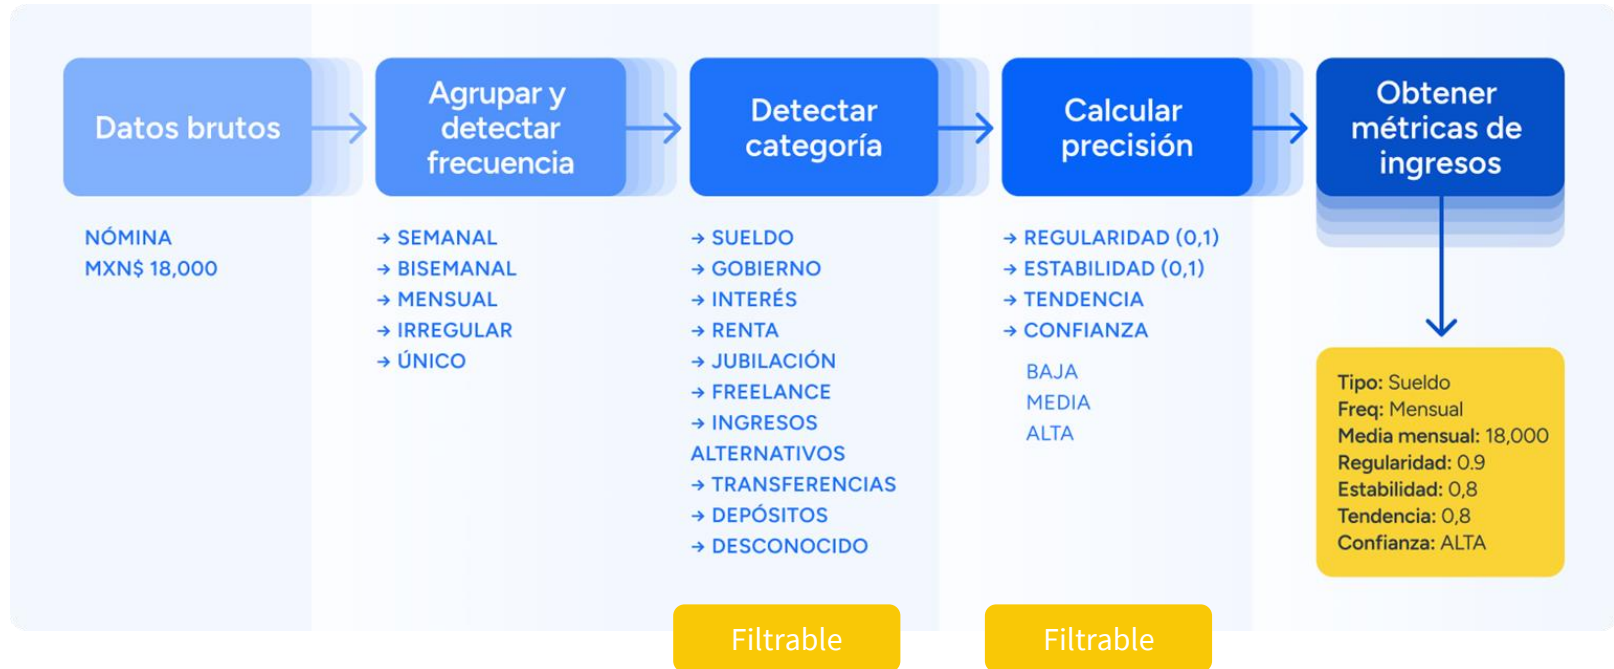 Datos brutos
NÓMINA
MXN$ 18,000
Agrupar y
detectar
frecuencia
→ SEMANAL
→ BISEMANAL
→ MENSUAL
→ IRREGULAR
→ ÚNICO
Detectar
categoría
→ SUELDO
→ GOBIERNO
→ INTERÉS
→ RENTA
→ JUBILACIÓN
→ FREELANCE
→ INGRESOS
ALTERNATIVOS
→ TRANSFERENCIAS
→ DEPÓSITOS
→ DESCONOCIDO
Filtrable
Calcular
precisión
→ REGULARIDAD (0,1)
→ ESTABILIDAD (0,1)
→ TENDENCIA
→ CONFIANZA
BAJA
MEDIA
ALTA
Filtrable
Obtener
métricas de
ingresos
Tipo: Sueldo
Freq: Mensual
Media mensual: 18,000
Regularidad: 0.9
Estabilidad: 0,8
Tendencia: 0,8
Confianza: ALTA